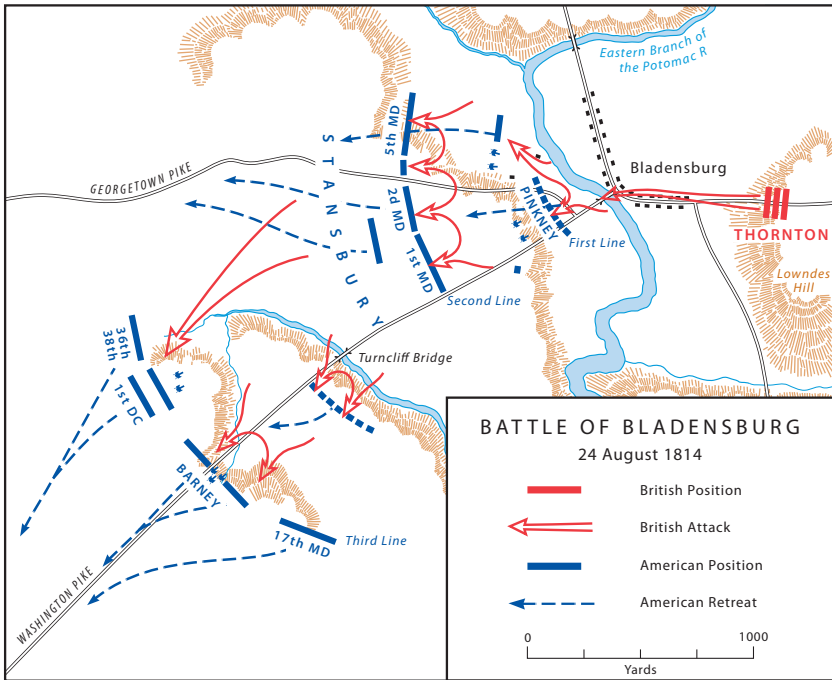 Eastern Branch of
the Potomac R
5th MD
STANSBURY
GEORGETOWN PIKE
Bladensburg
2d MD
PINKNEY
THORNTON
First Line
1st MD
Lowndes
Hill
Second Line
36th
38th
Turncliff Bridge
1st DC
BARNEY
17th MD
Third Line
WASHINGTON PIKE
BATTLE OF BLADENSBURG
24 August 1814
British Position
British Attack
American Position
American Retreat
0 1000
Yards